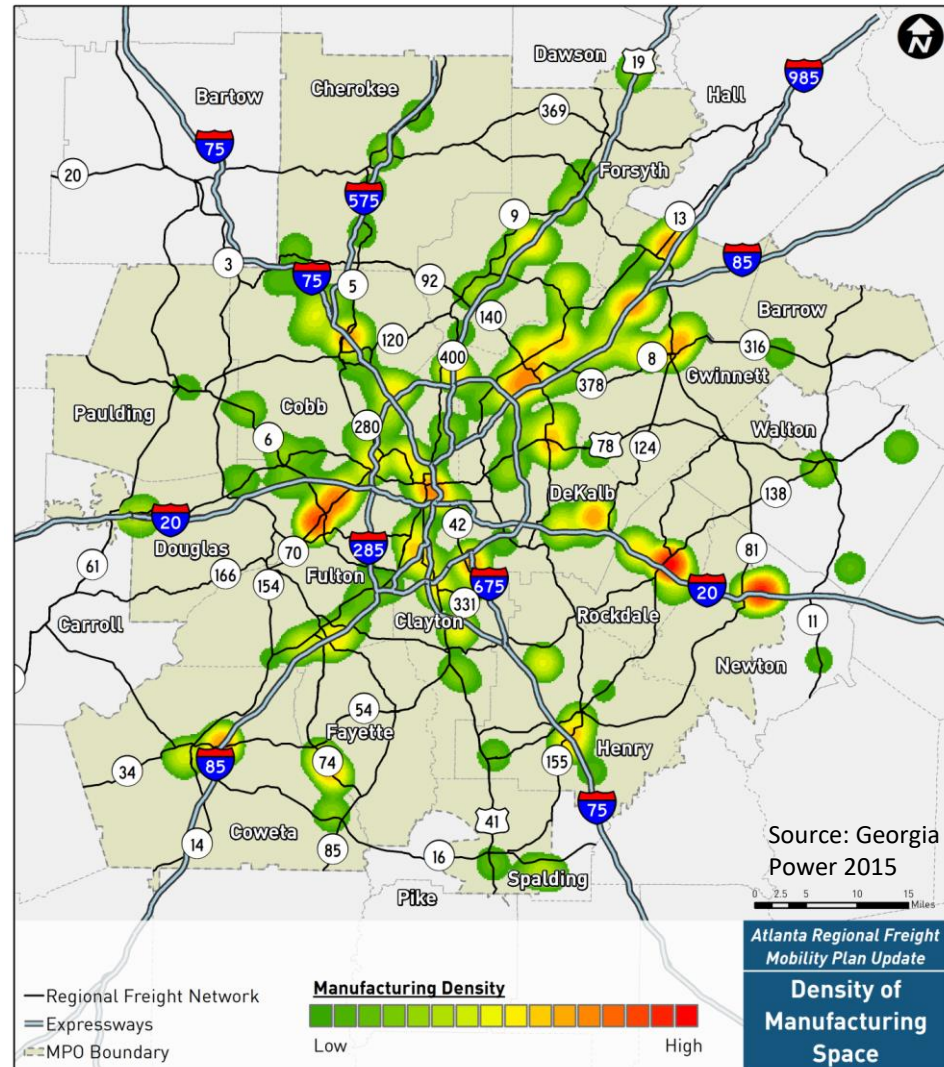 N
Dawson
19
985
Bartow
Cherokee
Hall
369
75
20
575
Forsyth
9
13
3
75
5
92
85
140
Barrow
120
400
316
8
378
Gwinnett
Paulding
Cobb
280
6
78
124
Walton
138
DeKalb
20
42
Douglas
70
285
81
61
166
154
Fulton
675
331
20
Clayton
Rockdale
11
Carroll
Newton
54
Fayette
Henry
34
85
74
155
75
41
Coweta
14
85
16
Spalding
Pike
Source: Georgia
Power 2015
0 2.5 5 10 15
Miles
Regional Freight Network
Expressways
MPO Boundary
Manufacturing Density
Low
High
Atlanta Regional Freight
Mobility Plan Update
Density of
Manufacturing
Space